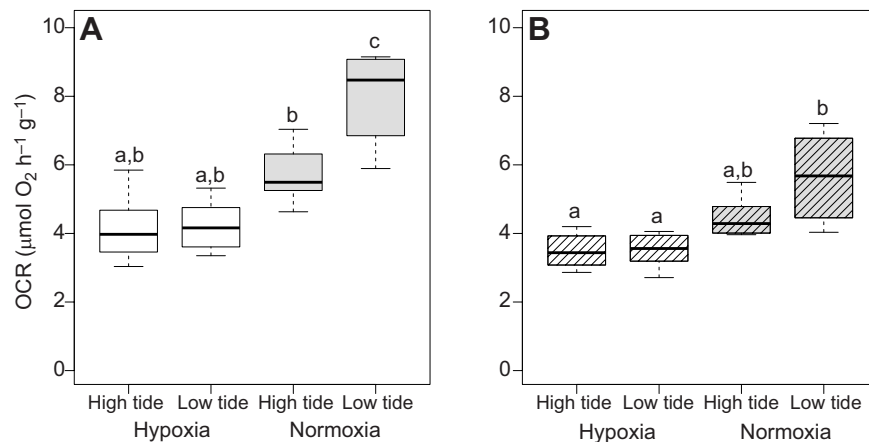 A
B
OCR (μmol O₂ h⁻¹ g⁻¹)
10
8
6
4
2
0
a,b
a,b
b
c
High tide Low tide High tide Low tide
Hypoxia Normoxia
10
8
6
4
2
0
a
a
a,b
b
High tide Low tide High tide Low tide
Hypoxia Normoxia